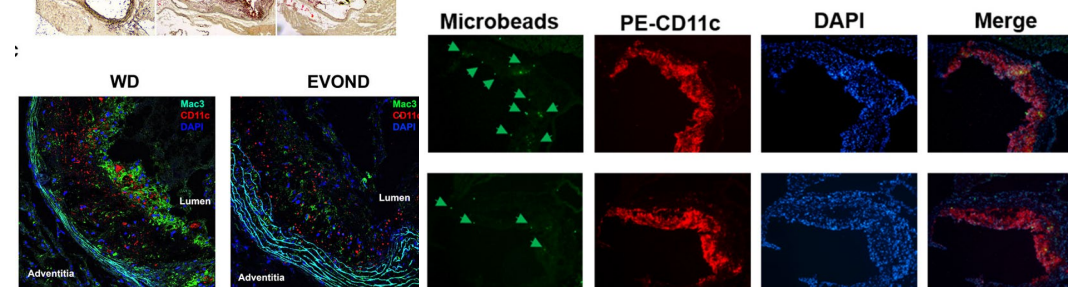 Microbeads PE-CD11c DAPI Merge
WD EVOND
Mac3
CD11c
DAPI
Lumen
Adventitia
Mac3
CD11c
DAPI
Lumen
Adventitia